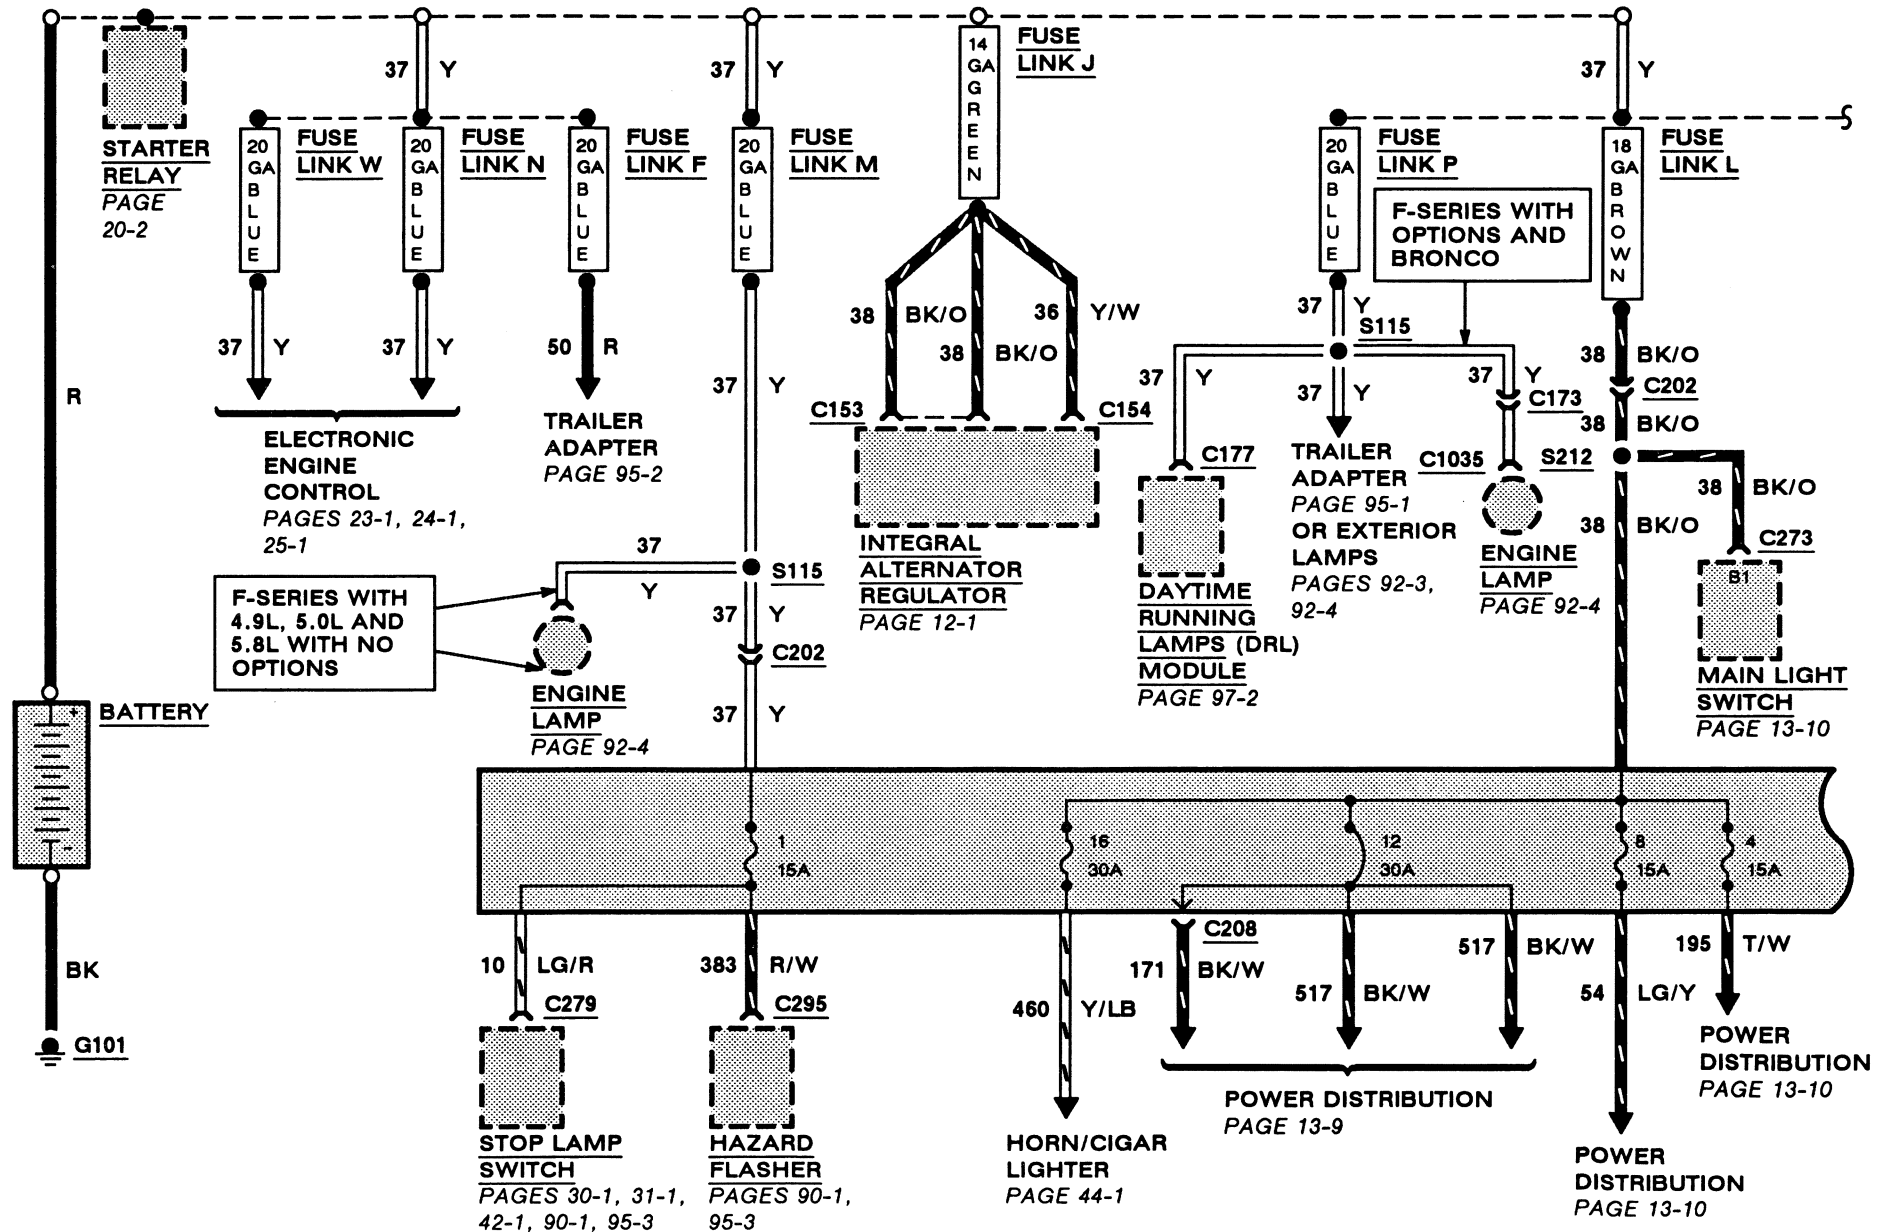 37 Y
37 Y
37 Y
14
GA
G
R
E
E
N
FUSE
LINK J
STARTER
RELAY
PAGE
20-2
20
GA
B
L
U
E
FUSE
LINK W
20
GA
B
L
U
E
FUSE
LINK N
20
GA
B
L
U
E
FUSE
LINK F
20
GA
B
L
U
E
FUSE
LINK M
20
GA
B
L
U
E
FUSE
LINK P
18
GA
B
R
O
W
N
FUSE
LINK L
F-SERIES WITH
OPTIONS AND
BRONCO
R
37 Y
37 Y
50 R
37 Y
38 BK/O
38 BK/O
36 Y/W
37 Y
S115
37 Y
37 Y
37 Y
38 BK/O
C202
C173
38 BK/O
C153
C154
C177
C1035
S212
38 BK/O
38 BK/O
C273
B1
ELECTRONIC
ENGINE
CONTROL
PAGES 23-1, 24-1,
25-1
TRAILER
ADAPTER
PAGE 95-2
INTEGRAL
ALTERNATOR
REGULATOR
PAGE 12-1
TRAILER
ADAPTER
PAGE 95-1
OR EXTERIOR
LAMPS
PAGES 92-3,
92-4
ENGINE
LAMP
PAGE 92-4
DAYTIME
RUNNING
LAMPS (DRL)
MODULE
PAGE 97-2
MAIN LIGHT
SWITCH
PAGE 13-10
37
Y
S115
37 Y
C202
37 Y
F-SERIES WITH
4.9L, 5.0L AND
5.8L WITH NO
OPTIONS
ENGINE
LAMP
PAGE 92-4
BATTERY
+
-
BK
G101
1
15A
16
30A
12
30A
8
15A
4
15A
10 LG/R
C279
383 R/W
C295
460 Y/LB
C208
171 BK/W
517 BK/W
517 BK/W
54 LG/Y
195 T/W
STOP LAMP
SWITCH
PAGES 30-1, 31-1,
42-1, 90-1, 95-3
HAZARD
FLASHER
PAGES 90-1,
95-3
HORN/CIGAR
LIGHTER
PAGE 44-1
POWER DISTRIBUTION
PAGE 13-9
POWER
DISTRIBUTION
PAGE 13-10
POWER
DISTRIBUTION
PAGE 13-10